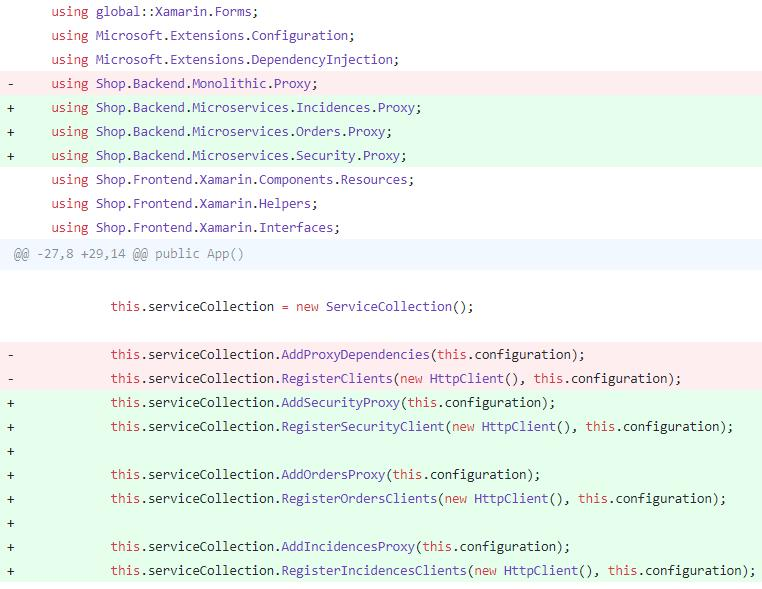 using global::Xamarin.Forms;
using Microsoft.Extensions.Configuration;
using Microsoft.Extensions.DependencyInjection;
- using Shop.Backend.Monolithic.Proxy;
+ using Shop.Backend.Microservices.Incidences.Proxy;
+ using Shop.Backend.Microservices.Orders.Proxy;
+ using Shop.Backend.Microservices.Security.Proxy;
using Shop.Frontend.Xamarin.Components.Resources;
using Shop.Frontend.Xamarin.Helpers;
using Shop.Frontend.Xamarin.Interfaces;
@@ -27,8 +29,14 @@ public App()
this.serviceCollection = new ServiceCollection();
- this.serviceCollection.AddProxyDependencies(this.configuration);
- this.serviceCollection.RegisterClients(new HttpClient(), this.configuration);
+ this.serviceCollection.AddSecurityProxy(this.configuration);
+ this.serviceCollection.RegisterSecurityClient(new HttpClient(), this.configuration);
+
+ this.serviceCollection.AddOrdersProxy(this.configuration);
+ this.serviceCollection.RegisterOrdersClients(new HttpClient(), this.configuration);
+
+ this.serviceCollection.AddIncidencesProxy(this.configuration);
+ this.serviceCollection.RegisterIncidencesClients(new HttpClient(), this.configuration);